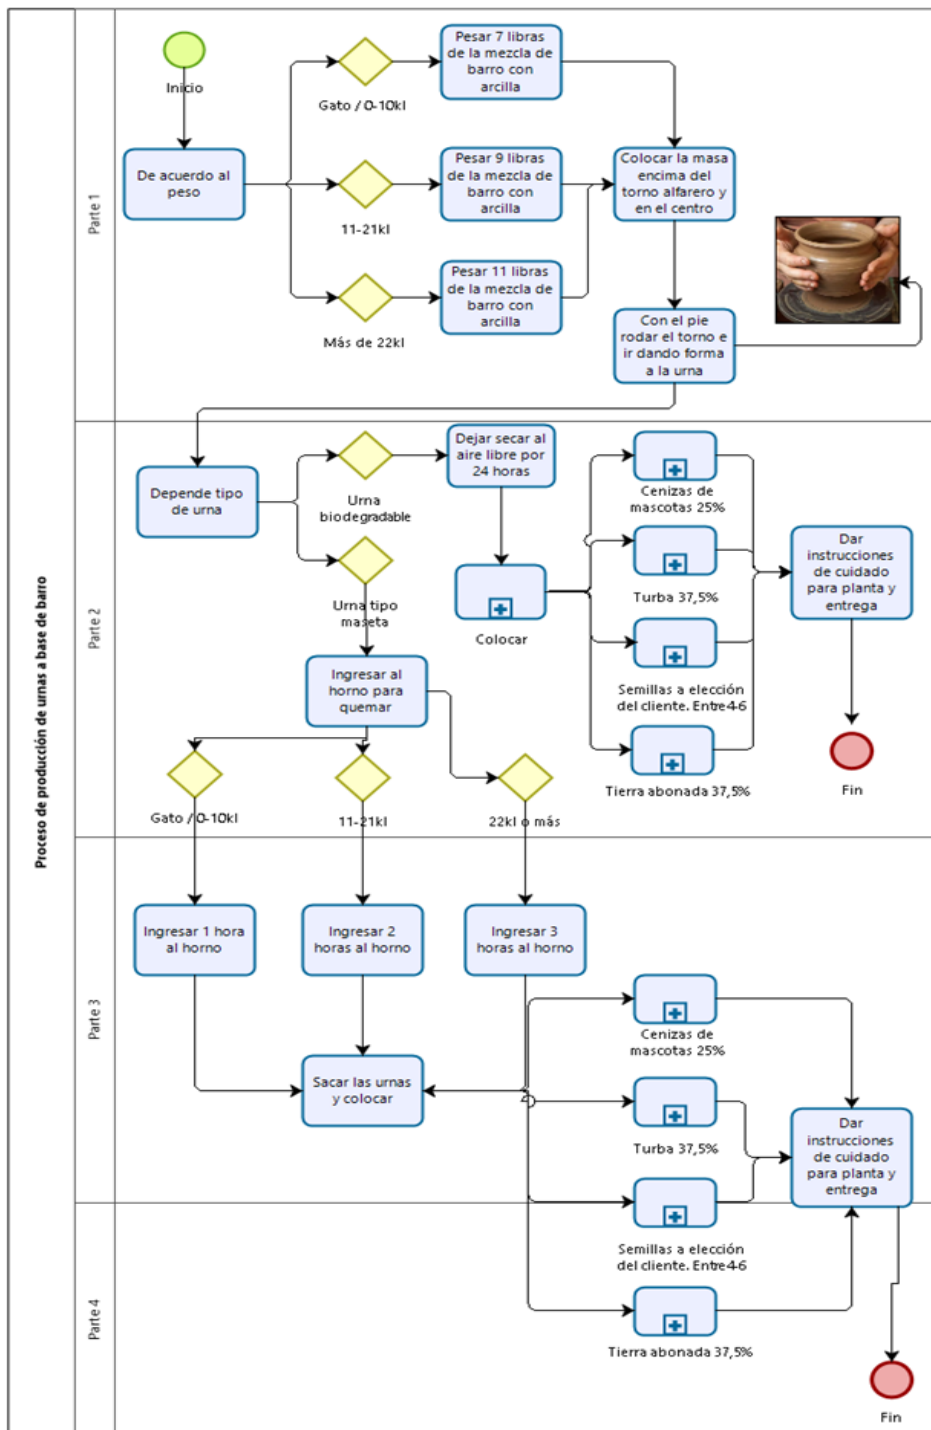 Proceso de producción de urnas a base de barro
Parte 1
Inicio
De acuerdo al
peso
Gato / 0-10kl
11-21kl
Más de 22kl
Pesar 7 libras
de la mezcla de
barro con
arcilla
Pesar 9 libras
de la mezcla de
barro con
arcilla
Pesar 11 libras
de la mezcla de
barro con
arcilla
Colocar la masa
encima del
torno alfarero y
en el centro
Con el pie
rodar el torno e
ir dando forma
a la urna
Parte 2
Depende tipo
de urna
Urna
biodegradable
Urna tipo
maseta
Dejar secar al
aire libre por
24 horas
Colocar
Cenizas de
mascotas 25%
Turba 37,5%
Semillas a elección
del cliente. Entre4-6
Tierra abonada 37,5%
Dar
instrucciones
de cuidado
para planta y
entrega
Fin
Ingresar al
horno para
quemar
Gato / 0-10kl
11-21kl
22kl o más
Parte 3
Ingresar 1 hora
al horno
Ingresar 2
horas al horno
Ingresar 3
horas al horno
Sacar las urnas
y colocar
Cenizas de
mascotas 25%
Turba 37,5%
Dar
instrucciones
de cuidado
para planta y
entrega
Parte 4
Semillas a elección
del cliente. Entre4-6
Tierra abonada 37,5%
Fin